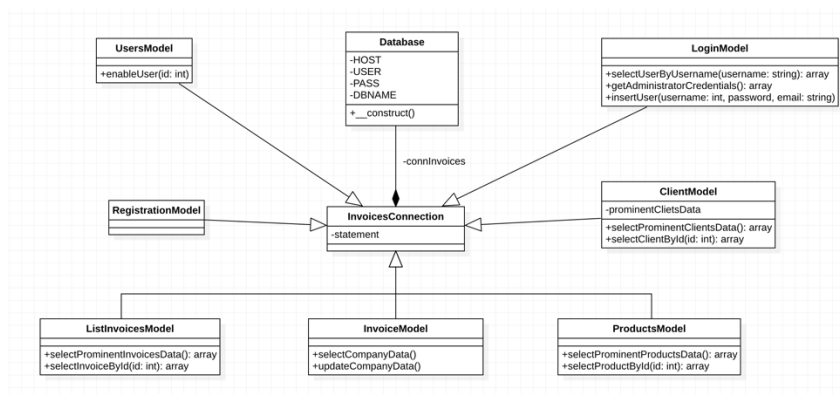 UsersModel
+enableUser(id: int)
Database
-HOST
-USER
-PASS
-DBNAME
+__construct()
LoginModel
+selectUserByUsername(username: string): array
+getAdministratorCredentials(): array
+insertUser(username: int, password, email: string)
-connInvoices
RegistrationModel
InvoicesConnection
-statement
ClientModel
-prominentClietsData
+selectProminentClientsData(): array
+selectClientById(id: int): array
ListInvoicesModel
+selectProminentInvoicesData(): array
+selectInvoiceById(id: int): array
InvoiceModel
+selectCompanyData()
+updateCompanyData()
ProductsModel
+selectProminentProductsData(): array
+selectProductById(id: int): array